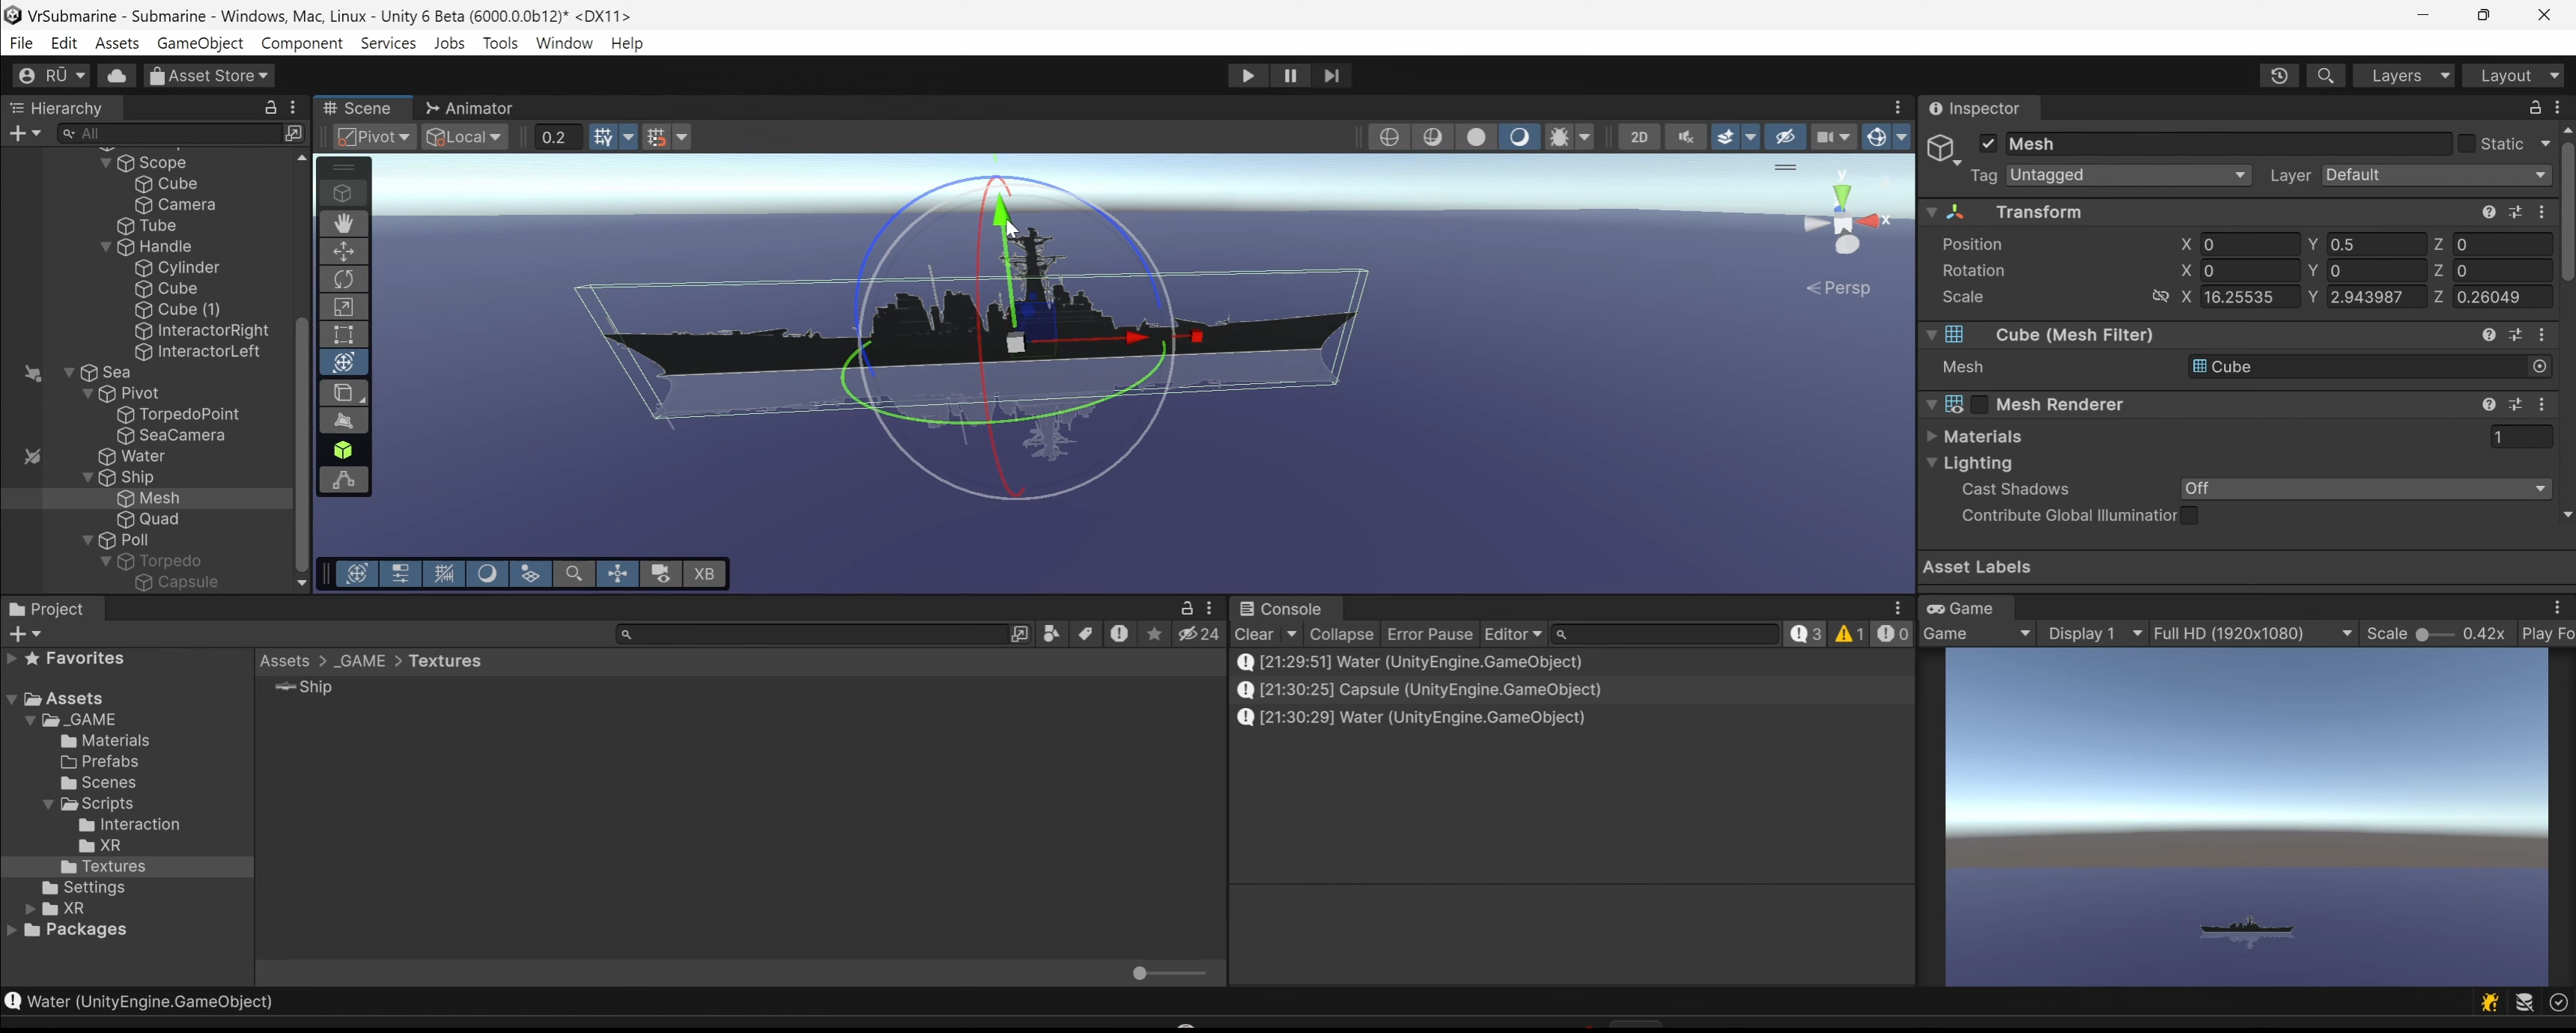 VrSubmarine - Submarine - Windows, Mac, Linux - Unity 6 Beta (6000.0.0b12)* <DX11>
File Edit Assets GameObject Component Services Jobs Tools Window Help
RŪ Asset Store Layers Layout
Hierarchy
All
Scope
Cube
Camera
Tube
Handle
Cylinder
Cube
Cube (1)
InteractorRight
InteractorLeft
Sea
Pivot
TorpedoPoint
SeaCamera
Water
Ship
Mesh
Quad
Poll
Torpedo
Capsule
Scene Animator
Pivot Local 0.2 2D
y
x
Persp
XB
Inspector
Mesh Static
Tag Untagged Layer Default
Transform
Position X 0 Y 0.5 Z 0
Rotation X 0 Y 0 Z 0
Scale X 16.25535 Y 2.943987 Z 0.26049
Cube (Mesh Filter)
Mesh Cube
Mesh Renderer
Materials 1
Lighting
Cast Shadows Off
Contribute Global Illumination
Asset Labels
Project
24
Favorites
Assets
_GAME
Materials
Prefabs
Scenes
Scripts
Interaction
XR
Textures
Settings
XR
Packages
Assets > _GAME > Textures
Ship
Console
Clear Collapse Error Pause Editor 3 1 0
[21:29:51] Water (UnityEngine.GameObject)
[21:30:25] Capsule (UnityEngine.GameObject)
[21:30:29] Water (UnityEngine.GameObject)
Game
Game Display 1 Full HD (1920x1080) Scale 0.42x Play Fo
Water (UnityEngine.GameObject)